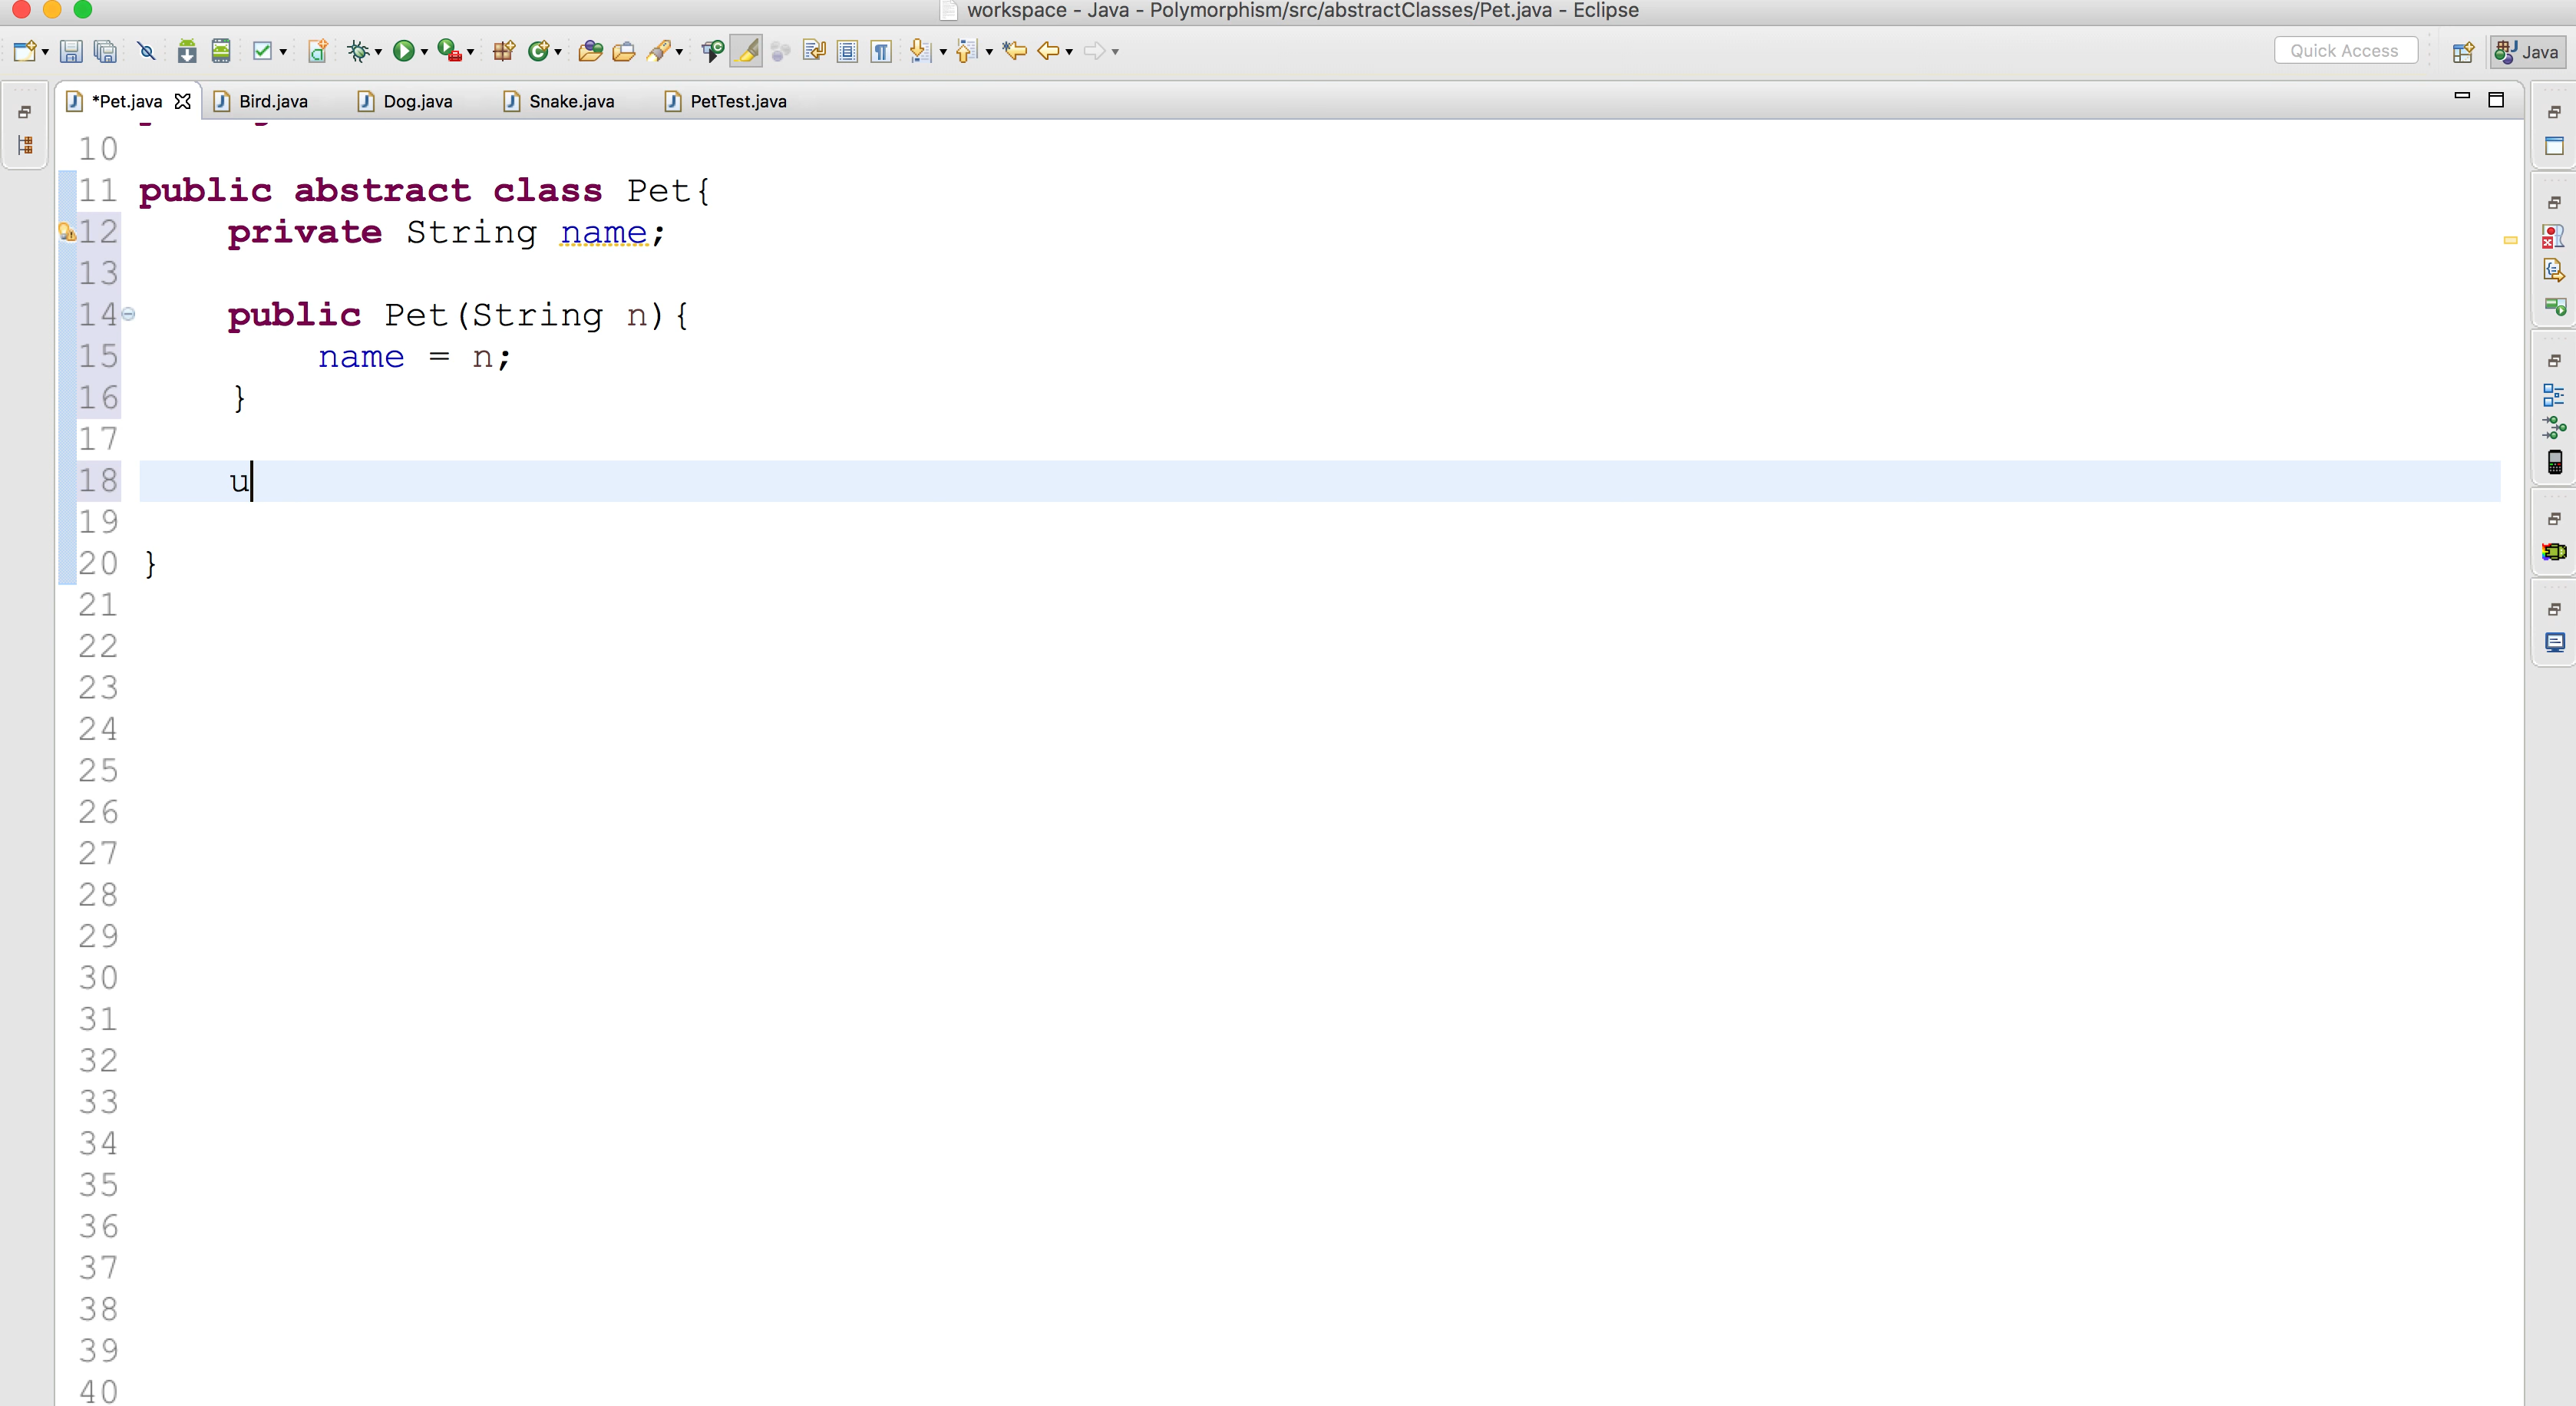 workspace - Java - Polymorphism/src/abstractClasses/Pet.java - Eclipse
Quick Access
Java
*Pet.java Bird.java Dog.java Snake.java PetTest.java
10
11 public abstract class Pet{
12 private String name;
13
14 public Pet(String n){
15 name = n;
16 }
17
18 u
19
20 }
21
22
23
24
25
26
27
28
29
30
31
32
33
34
35
36
37
38
39
40